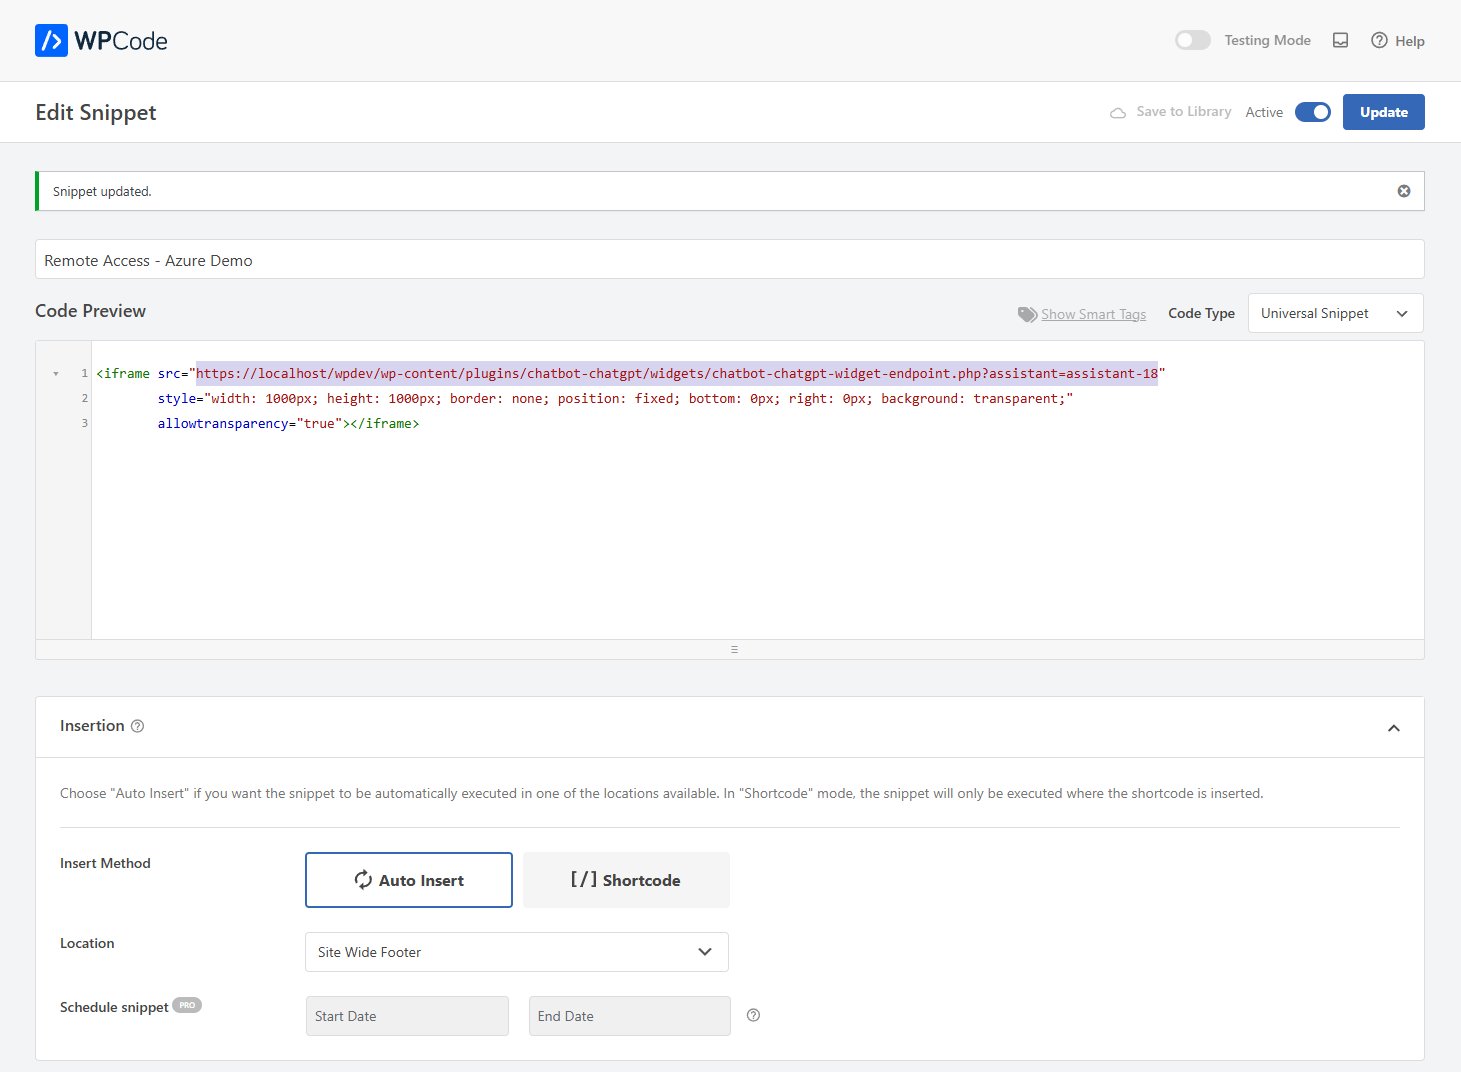 WPCode
Testing Mode
Help
Edit Snippet
Save to Library
Active
Update
Snippet updated.
Remote Access - Azure Demo
Code Preview
Show Smart Tags
Code Type
Universal Snippet
1 <iframe src="https://localhost/wpdev/wp-content/plugins/chatbot-chatgpt/widgets/chatbot-chatgpt-widget-endpoint.php?assistant=assistant-18"
2 style="width: 1000px; height: 1000px; border: none; position: fixed; bottom: 0px; right: 0px; background: transparent;"
3 allowtransparency="true"></iframe>
Insertion
Choose "Auto Insert" if you want the snippet to be automatically executed in one of the locations available. In "Shortcode" mode, the snippet will only be executed where the shortcode is inserted.
Insert Method
Auto Insert
[/] Shortcode
Location
Site Wide Footer
Schedule snippet PRO
Start Date
End Date